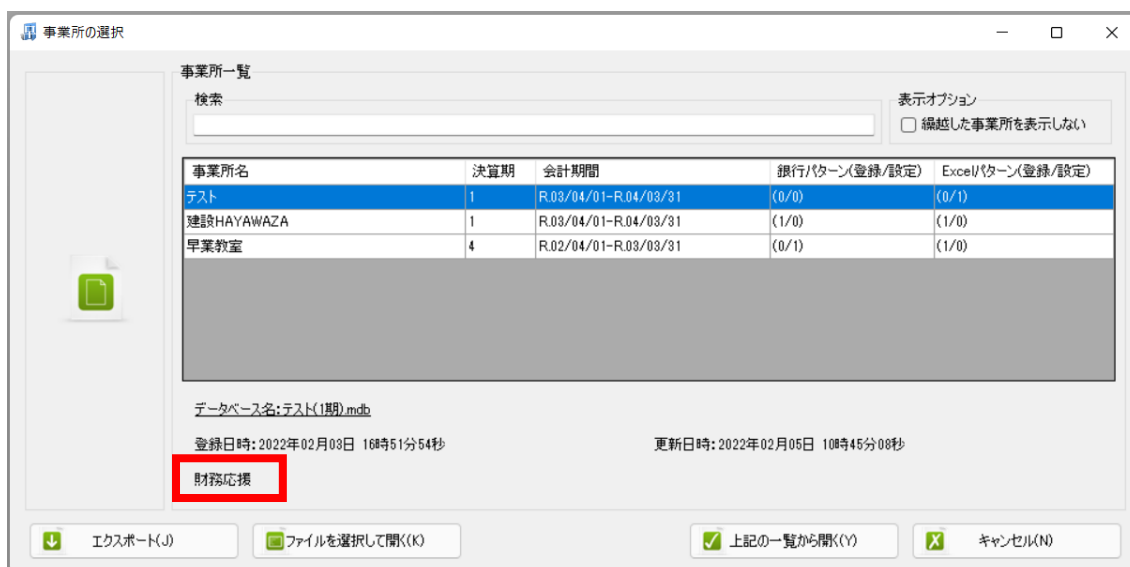 事業所の選択
事業所一覧
検索
表示オプション
繰越した事業所を表示しない
事業所名 決算期 会計期間 銀行パターン(登録/設定) Excelパターン(登録/設定)
テスト 1 R.03/04/01-R.04/03/31 (0/0) (0/1)
建設HAYAWAZA 1 R.03/04/01-R.04/03/31 (1/0) (1/0)
早業教室 4 R.02/04/01-R.03/03/31 (0/1) (1/0)
データベース名:テスト(1期).mdb
登録日時:2022年02月03日 16時51分54秒 更新日時:2022年02月05日 10時45分08秒
財務応援
エクスポート(J) ファイルを選択して開く(K) 上記の一覧から開く(Y) キャンセル(N)